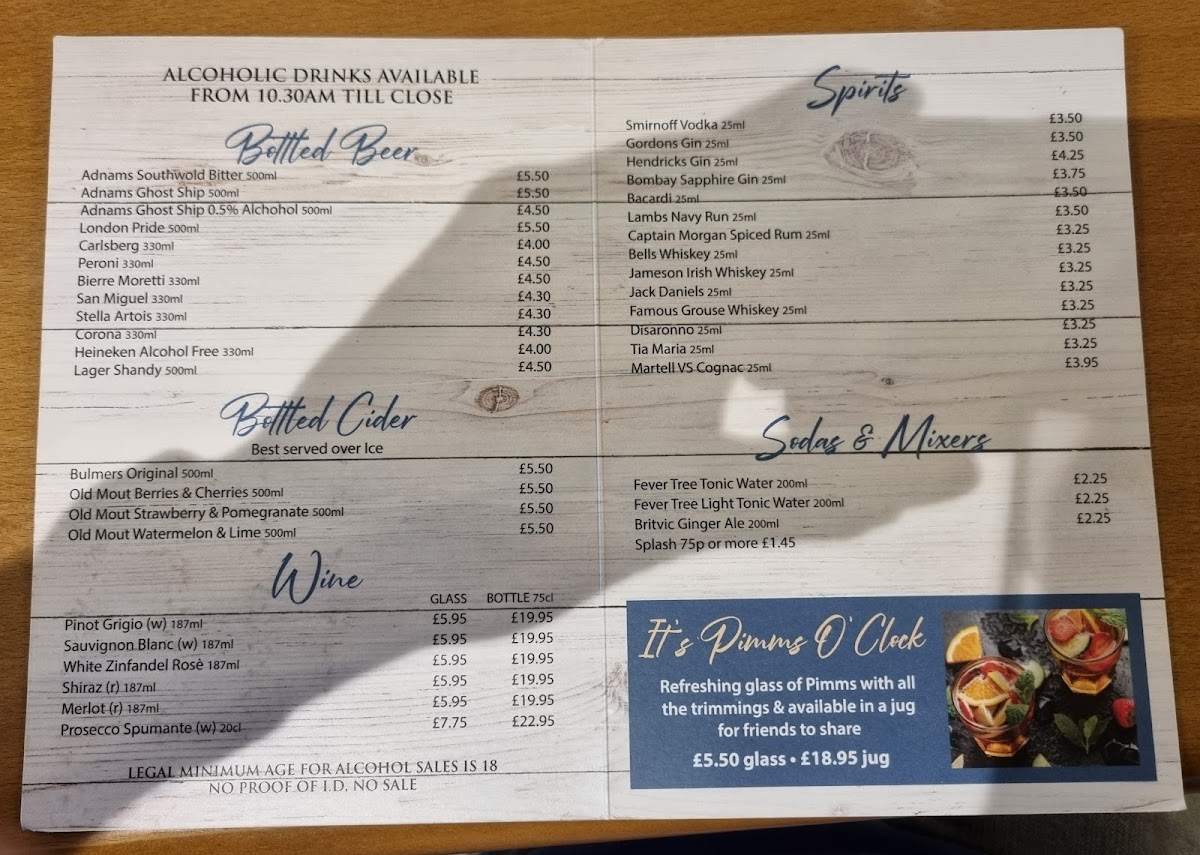 ALCOHOLIC DRINKS AVAILABLE
FROM 10.30AM TILL CLOSE
Bottled Beer
Adnams Southwold Bitter 500ml £5.50
Adnams Ghost Ship 500ml £5.50
Adnams Ghost Ship 0.5% Alchohol 500ml £4.50
London Pride 500ml £5.50
Carlsberg 330ml £4.00
Peroni 330ml £4.50
Bierre Moretti 330ml £4.50
San Miguel 330ml £4.30
Stella Artois 330ml £4.30
Corona 330ml £4.30
Heineken Alcohol Free 330ml £4.00
Lager Shandy 500ml £4.50
Bottled Cider
Best served over Ice
Bulmers Original 500ml £5.50
Old Mout Berries & Cherries 500ml £5.50
Old Mout Strawberry & Pomegranate 500ml £5.50
Old Mout Watermelon & Lime 500ml £5.50
Wine
GLASS BOTTLE 75cl
Pinot Grigio (w) 187ml £5.95 £19.95
Sauvignon Blanc (w) 187ml £5.95 £19.95
White Zinfandel Rosè 187ml £5.95 £19.95
Shiraz (r) 187ml £5.95 £19.95
Merlot (r) 187ml £5.95 £19.95
Prosecco Spumante (w) 20cl £7.75 £22.95
LEGAL MINIMUM AGE FOR ALCOHOL SALES IS 18
NO PROOF OF I.D. NO SALE
Spirits
Smirnoff Vodka 25ml £3.50
Gordons Gin 25ml £3.50
Hendricks Gin 25ml £4.25
Bombay Sapphire Gin 25ml £3.75
Bacardi 25ml £3.50
Lambs Navy Run 25ml £3.50
Captain Morgan Spiced Rum 25ml £3.25
Bells Whiskey 25ml £3.25
Jameson Irish Whiskey 25ml £3.25
Jack Daniels 25ml £3.25
Famous Grouse Whiskey 25ml £3.25
Disaronno 25ml £3.25
Tia Maria 25ml £3.25
Martell VS Cognac 25ml £3.95
Sodas & Mixers
Fever Tree Tonic Water 200ml £2.25
Fever Tree Light Tonic Water 200ml £2.25
Britvic Ginger Ale 200ml £2.25
Splash 75p or more £1.45
It's Pimms O' Clock
Refreshing glass of Pimms with all
the trimmings & available in a jug
for friends to share
£5.50 glass • £18.95 jug